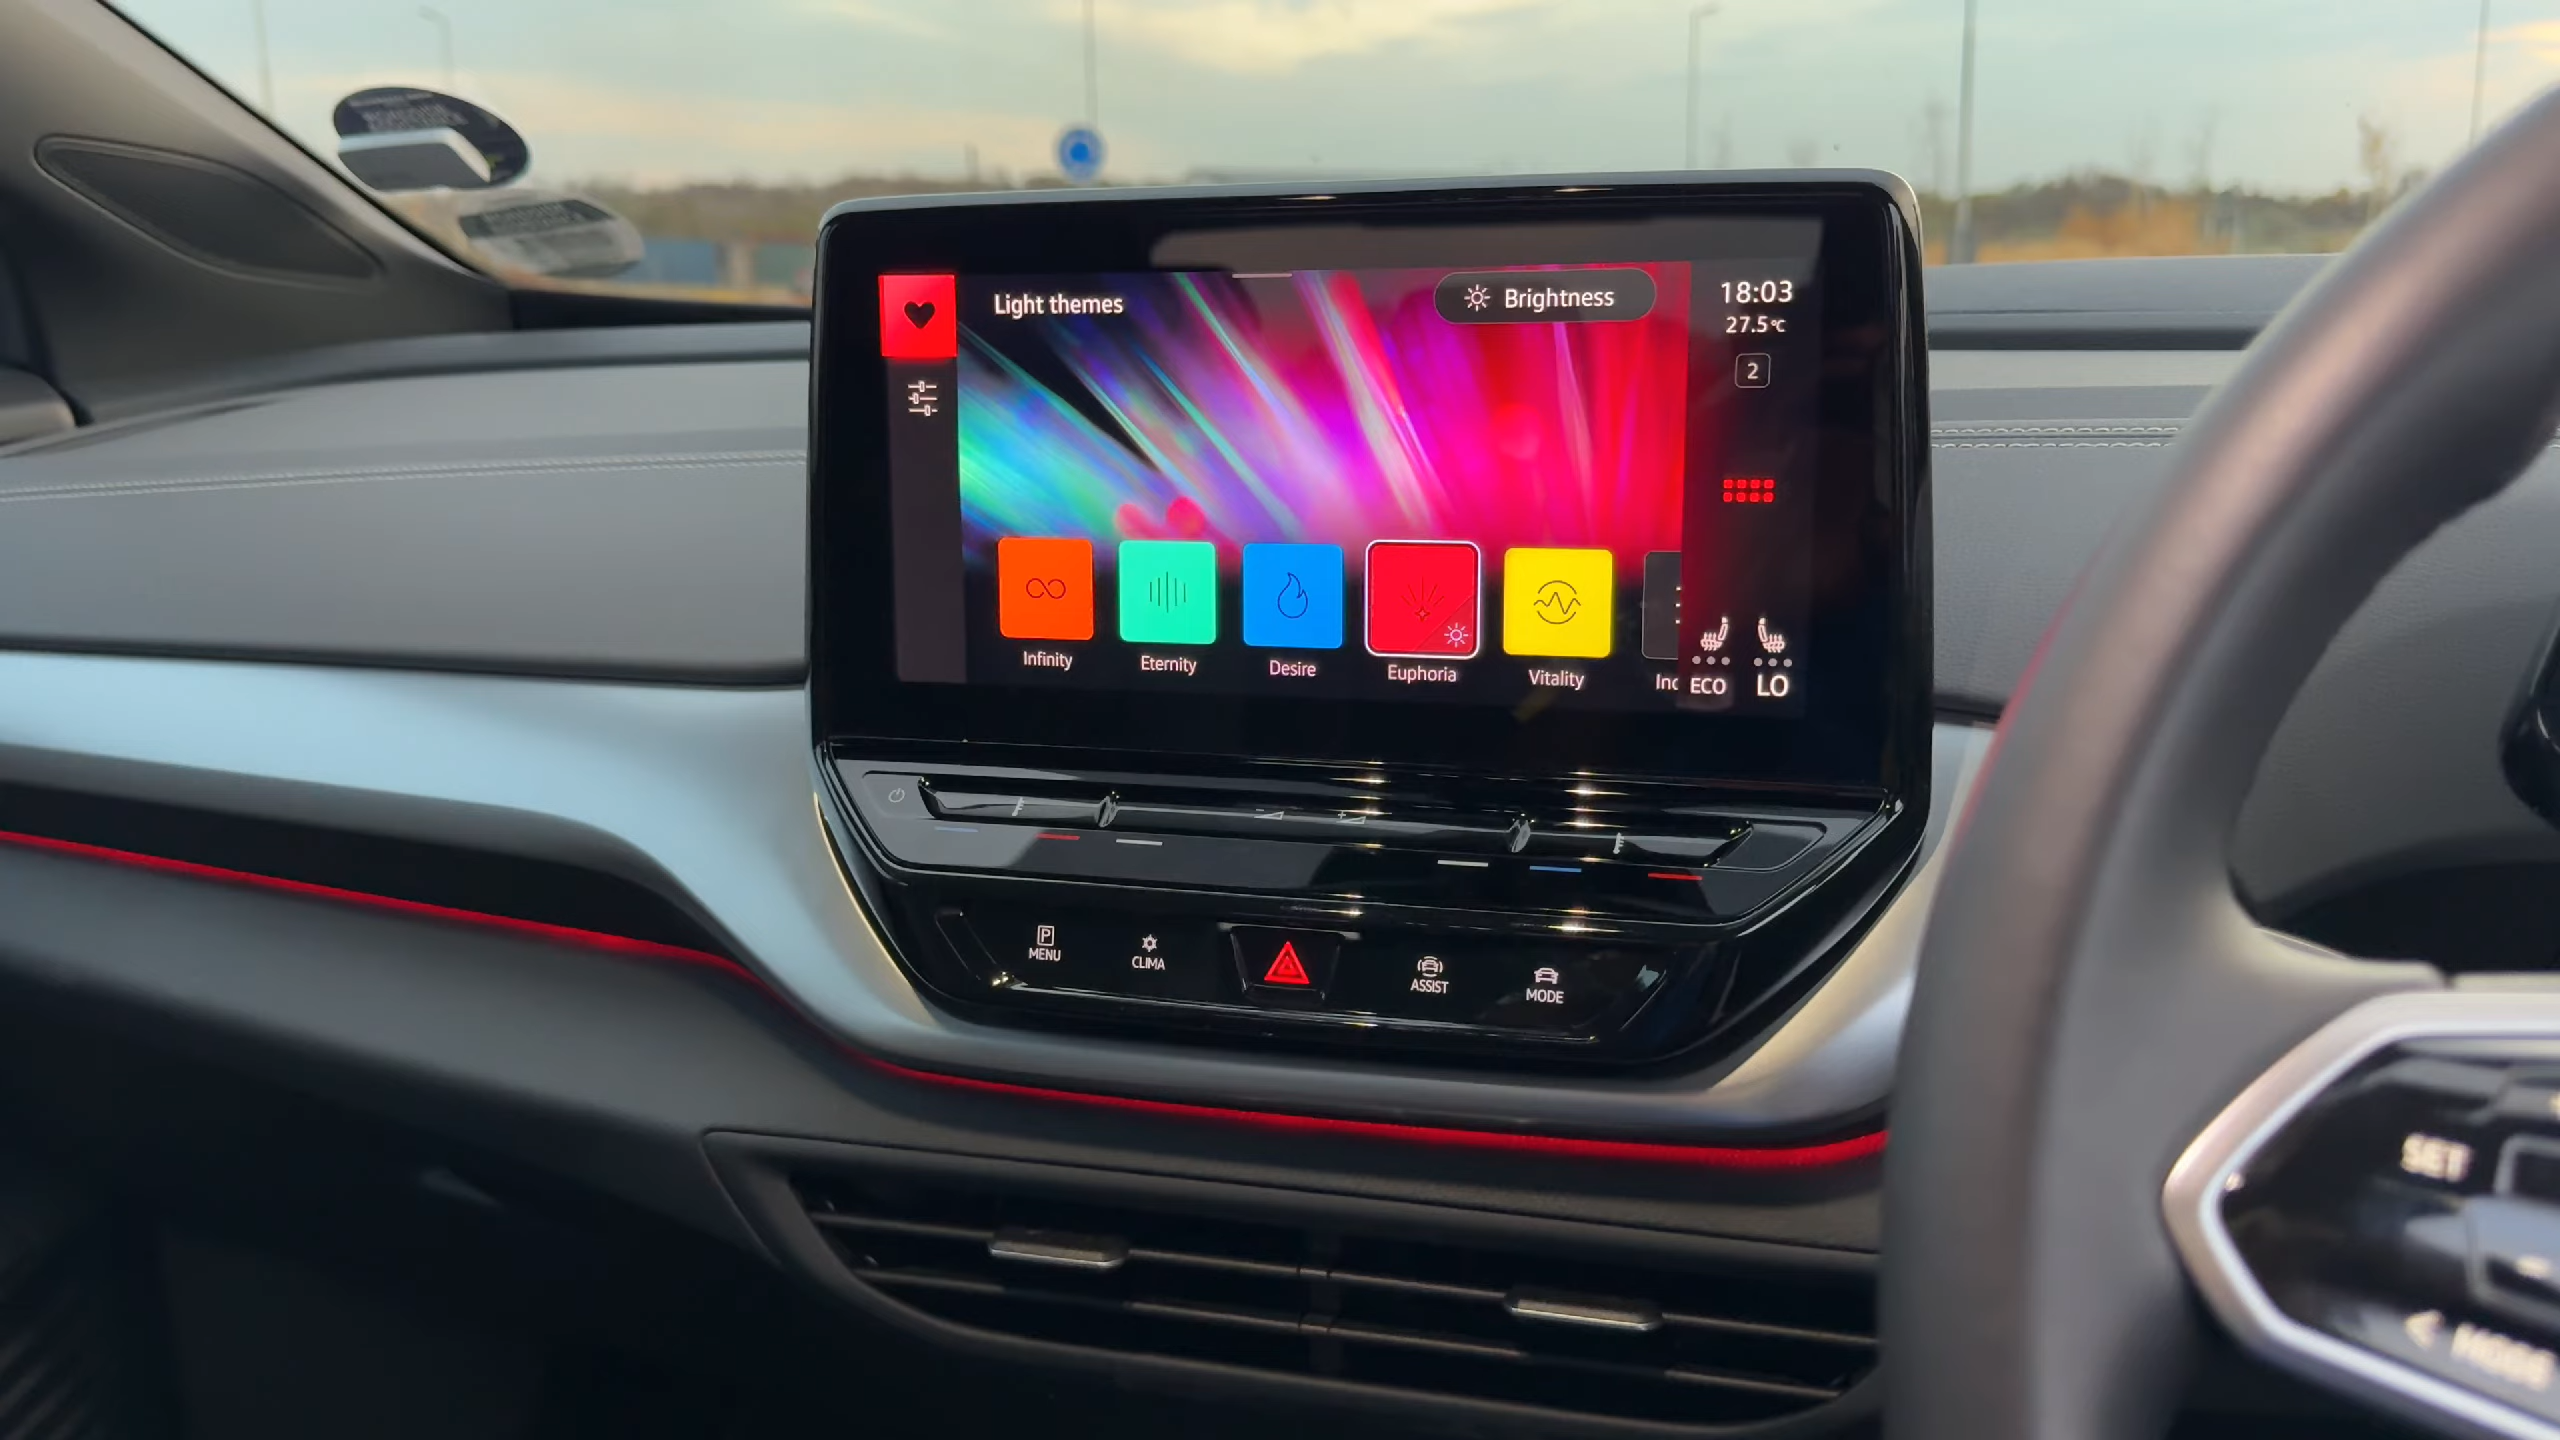 Light themes
Brightness
18:03
27.5°C
2
Infinity
Eternity
Desire
Euphoria
Vitality
ECO
LO
MENU
CLIMA
ASSIST
MODE
SET
< MODE